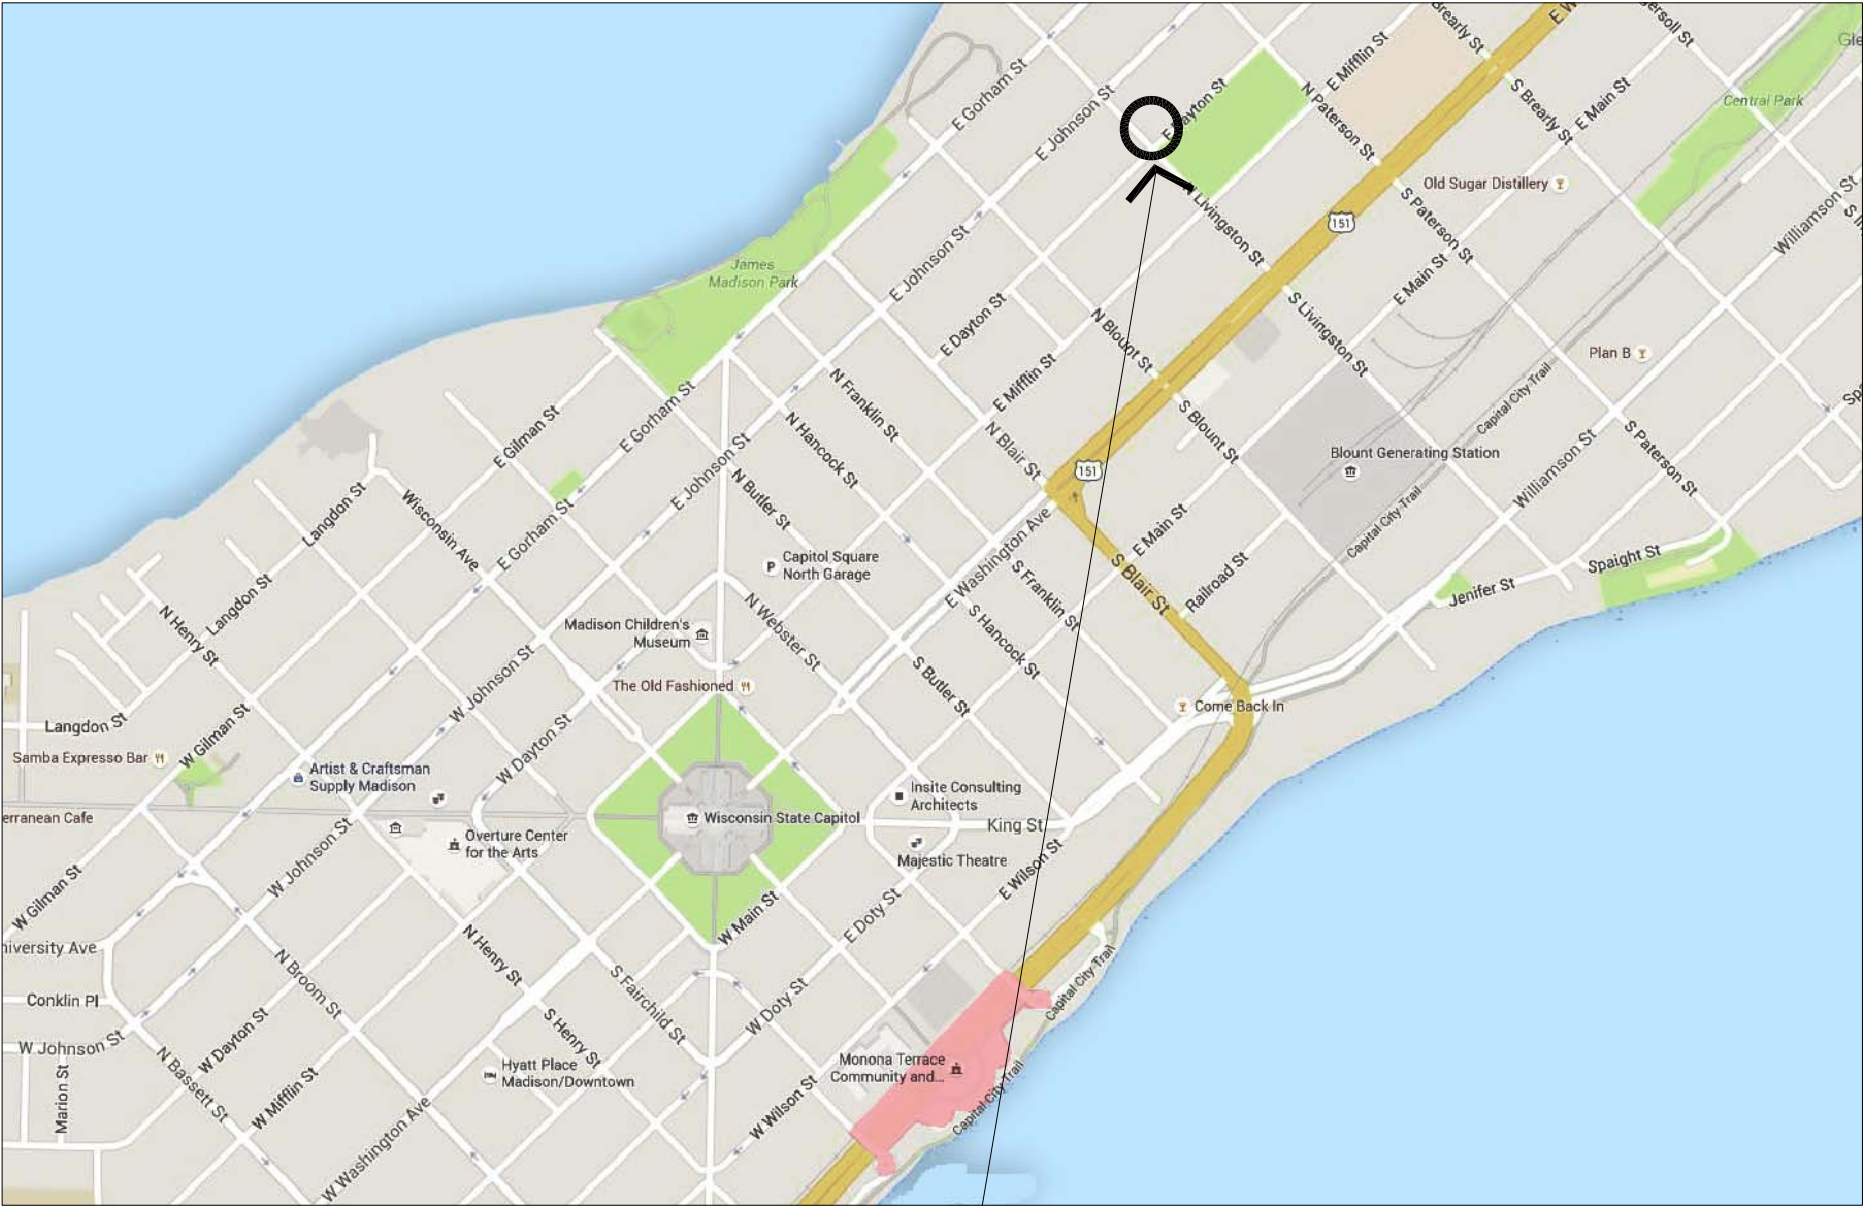 E Gorham St
E Johnson St
E Mifflin St
Brearly St
N Paterson St
S Brearly St
E Main St
Central Park
Old Sugar Distillery
151
S Paterson St
Williamson St
N Livingston St
James
Madison Park
E Johnson St
E Dayton St
E Main St
S Livingston St
N Blount St
E Mifflin St
Plan B
Capital City Trail
N Franklin St
N Hancock St
E Gilman St
E Gorham St
E Johnson St
N Blair St
S Blount St
S Paterson St
Blount Generating Station
Williamson St
151
N Butler St
Langdon St
Wisconsin Ave
E Gorham St
Capitol Square
North Garage
E Washington Ave
E Main St
Capital City Trail
S Blair St
Railroad St
Spaight St
Jenifer St
S Franklin St
S Hancock St
N Webster St
Langdon St
N Henry St
Madison Children's
Museum
W Johnson St
The Old Fashioned
S Butler St
Come Back In
Langdon St
W Gilman St
Samba Expresso Bar
W Dayton St
Artist & Craftsman
Supply Madison
erranean Cafe
Overture Center
for the Arts
Wisconsin State Capitol
Insite Consulting
Architects
King St
Majestic Theatre
E Wilson St
W Johnson St
W Gilman St
W Main St
E Doty St
niversity Ave
N Henry St
N Broom St
S Fairchild St
Capital City Trail
Conklin Pl
W Doty St
W Johnson St
W Dayton St
S Henry St
N Bassett St
Marion St
W Mifflin St
Hyatt Place
Madison/Downtown
Monona Terrace
Community and...
W Wilson St
Capital City Trail
W Washington Ave